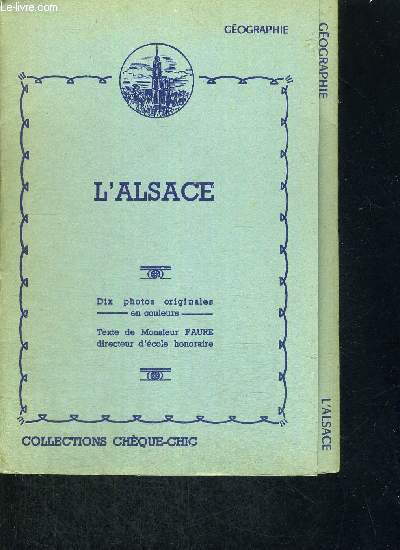 Le-livre.com
GÉOGRAPHIE
L'ALSACE
Dix photos originales
en couleurs
Texte de Monsieur FAURE
directeur d'école honoraire
COLLECTIONS CHÈQUE-CHIC
GÉOGRAPHIE
L'ALSACE